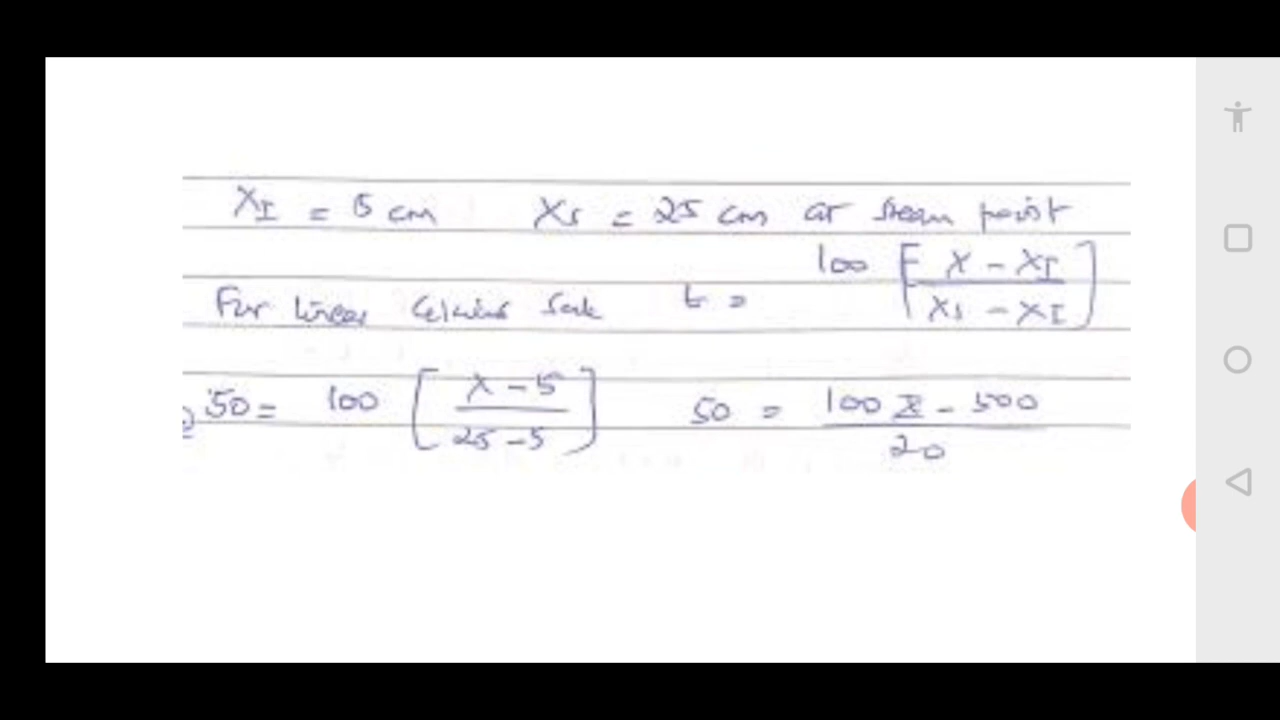 X_I = 5 cm X_s = 25 cm at steam point
For linear Celsius Scale t = 100 [ (X - X_I) / (X_s - X_I) ]
50 = 100 [ (X - 5) / (25 - 5) ] 50 = (100 X - 500) / 20